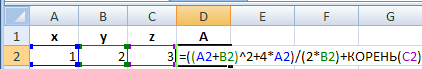 A B C D E F G
1 x y z A
2 1 2 3 =((A2+B2)^2+4*A2)/(2*B2)+КОРЕНЬ(C2)